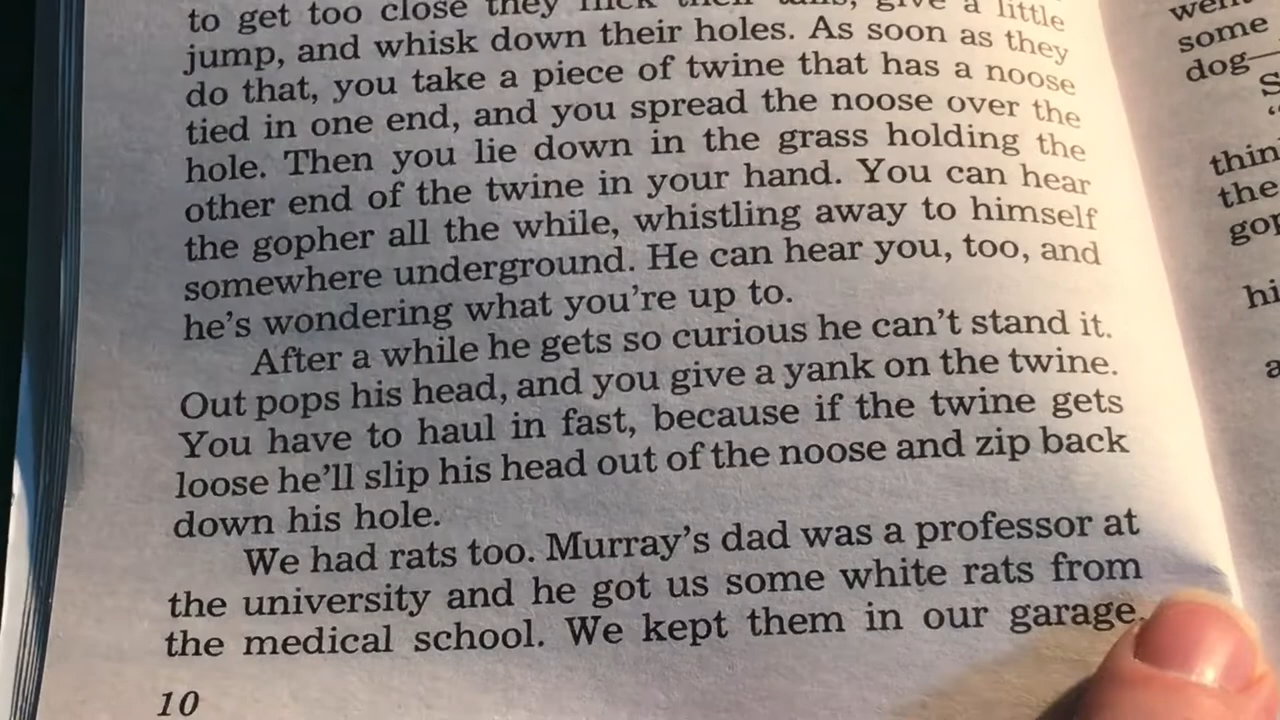 to get too close they flick their tails, give a little
jump, and whisk down their holes. As soon as they
do that, you take a piece of twine that has a noose
tied in one end, and you spread the noose over the
hole. Then you lie down in the grass holding the
other end of the twine in your hand. You can hear
the gopher all the while, whistling away to himself
somewhere underground. He can hear you, too, and
he's wondering what you're up to.
After a while he gets so curious he can't stand it.
Out pops his head, and you give a yank on the twine.
You have to haul in fast, because if the twine gets
loose he'll slip his head out of the noose and zip back
down his hole.
We had rats too. Murray's dad was a professor at
the university and he got us some white rats from
the medical school. We kept them in our garage,
10
some
dog—
the